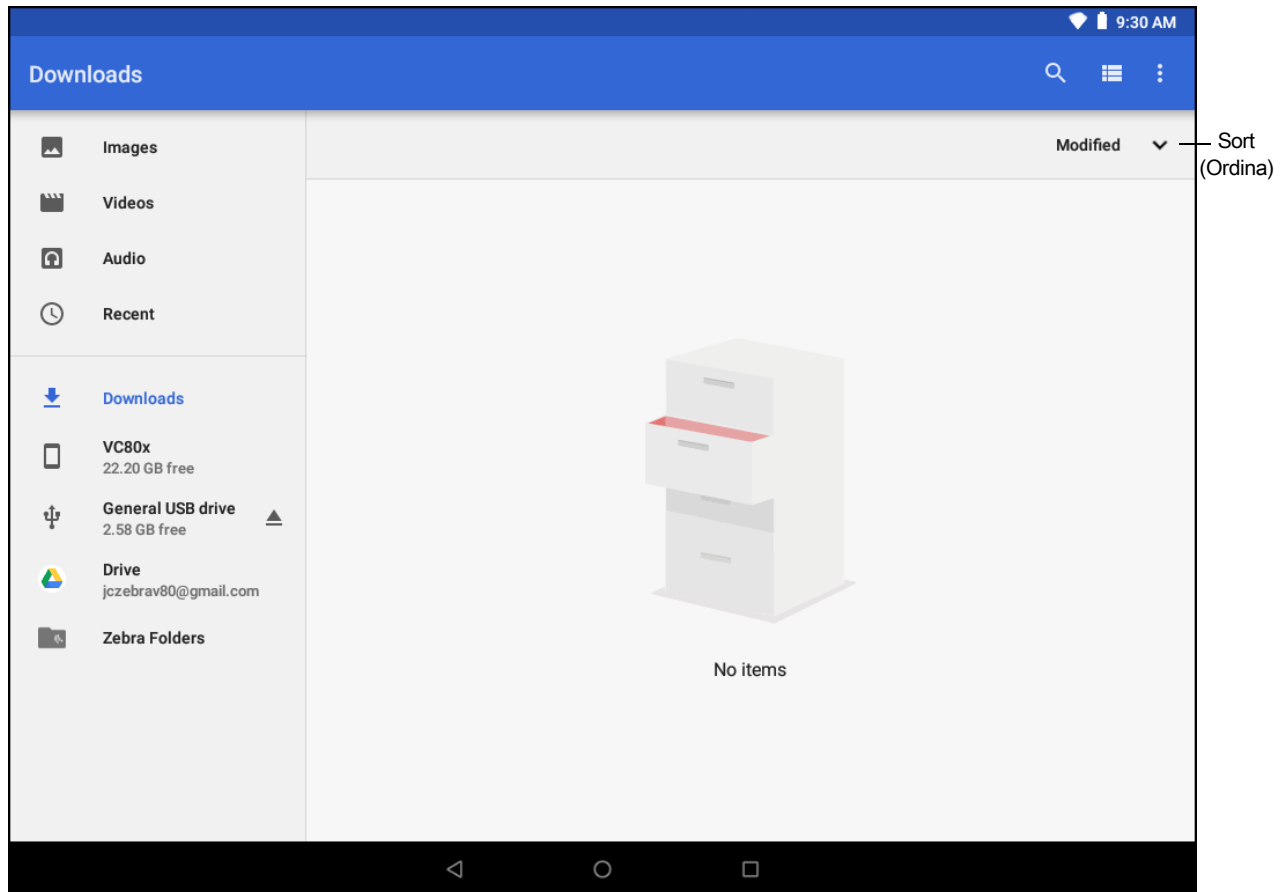 9:30 AM
Downloads
Images
Modified
Sort
(Ordina)
Videos
Audio
Recent
Downloads
VC80x
22.20 GB free
General USB drive
2.58 GB free
Drive
jczebrav80@gmail.com
Zebra Folders
No items